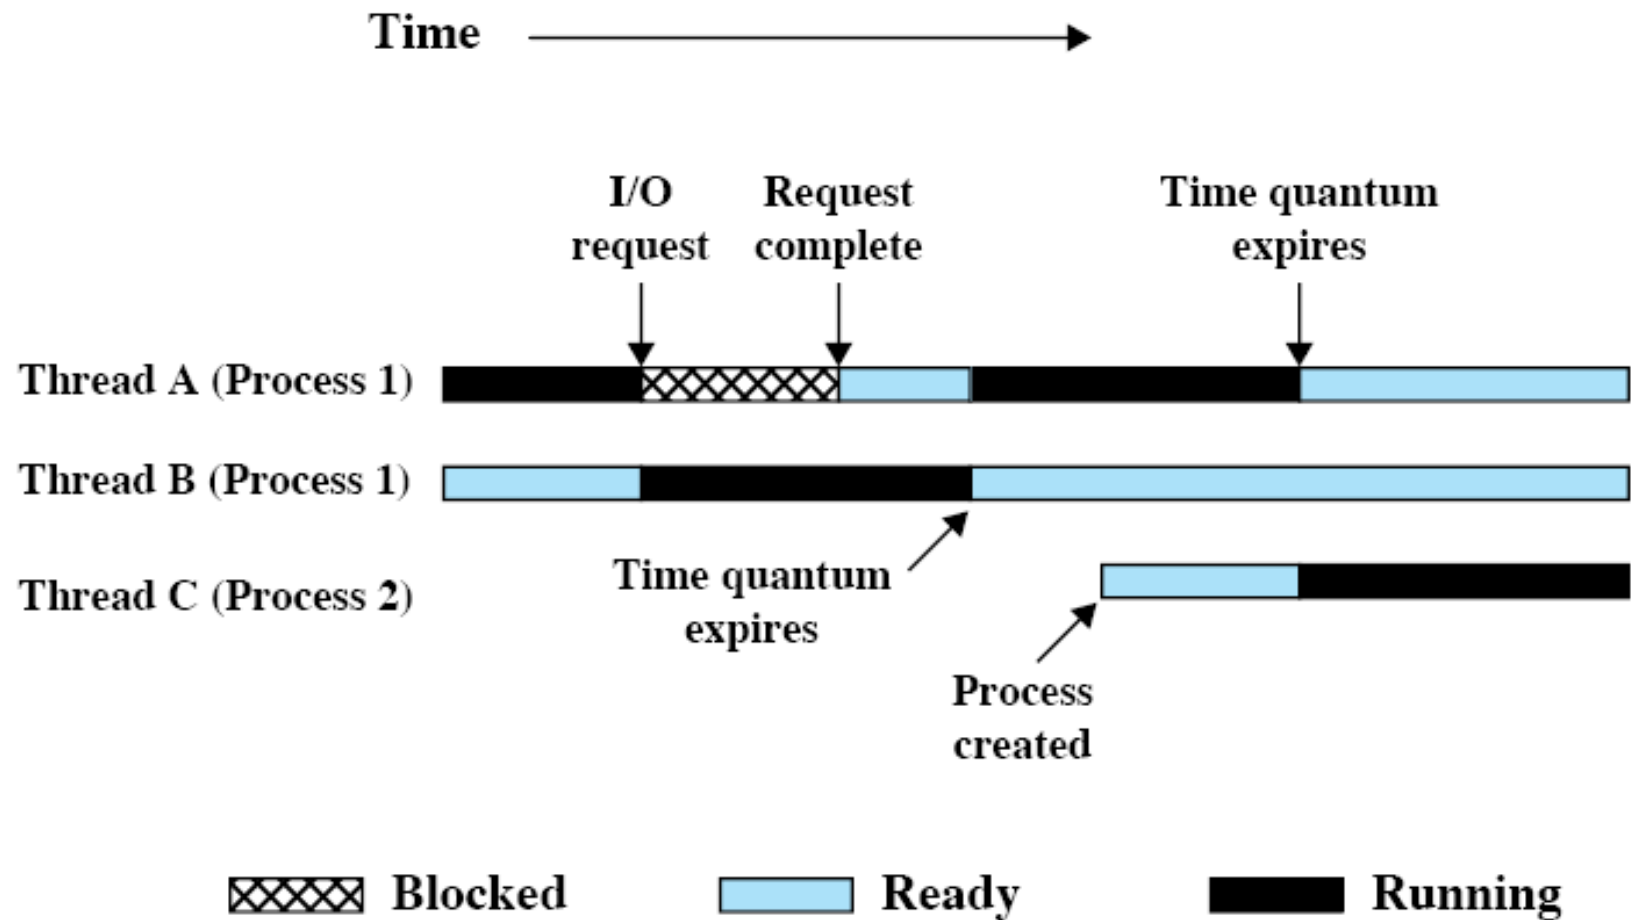 Time
I/O
request
Request
complete
Time quantum
expires
Thread A (Process 1)
Thread B (Process 1)
Time quantum
expires
Thread C (Process 2)
Process
created
Blocked
Ready
Running